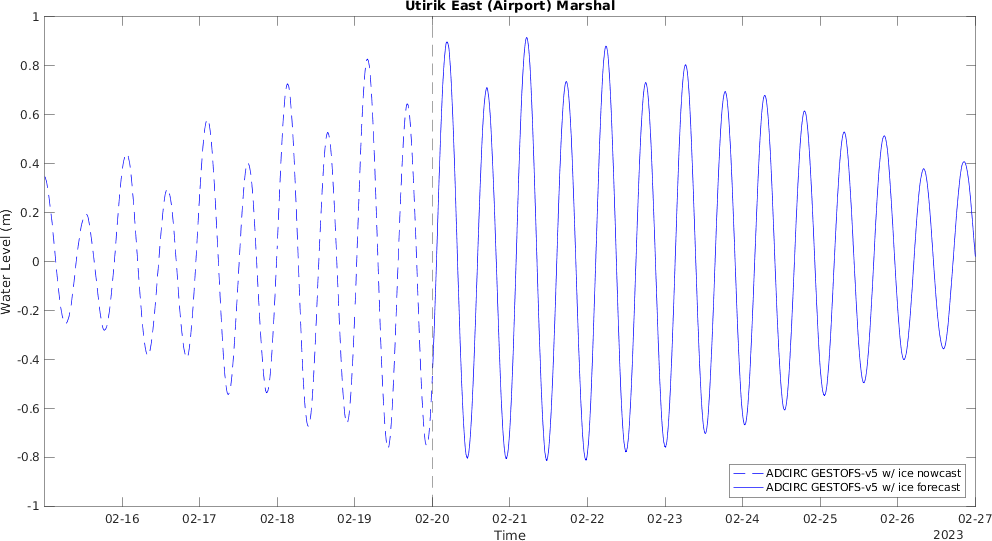 Utirik East (Airport) Marshal
1
0.8
0.6
0.4
0.2
0
-0.2
-0.4
-0.6
-0.8
-1
Water Level (m)
ADCIRC GESTOFS-v5 w/ ice nowcast
ADCIRC GESTOFS-v5 w/ ice forecast
02-16 02-17 02-18 02-19 02-20 02-21 02-22 02-23 02-24 02-25 02-26 02-27
Time
2023